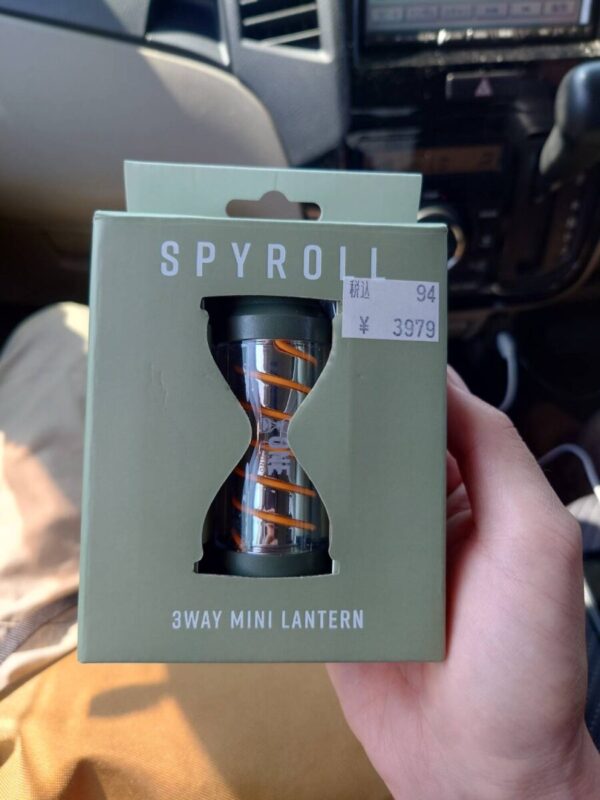 SPYROLL
税込 94
¥ 3979
3WAY MINI LANTERN